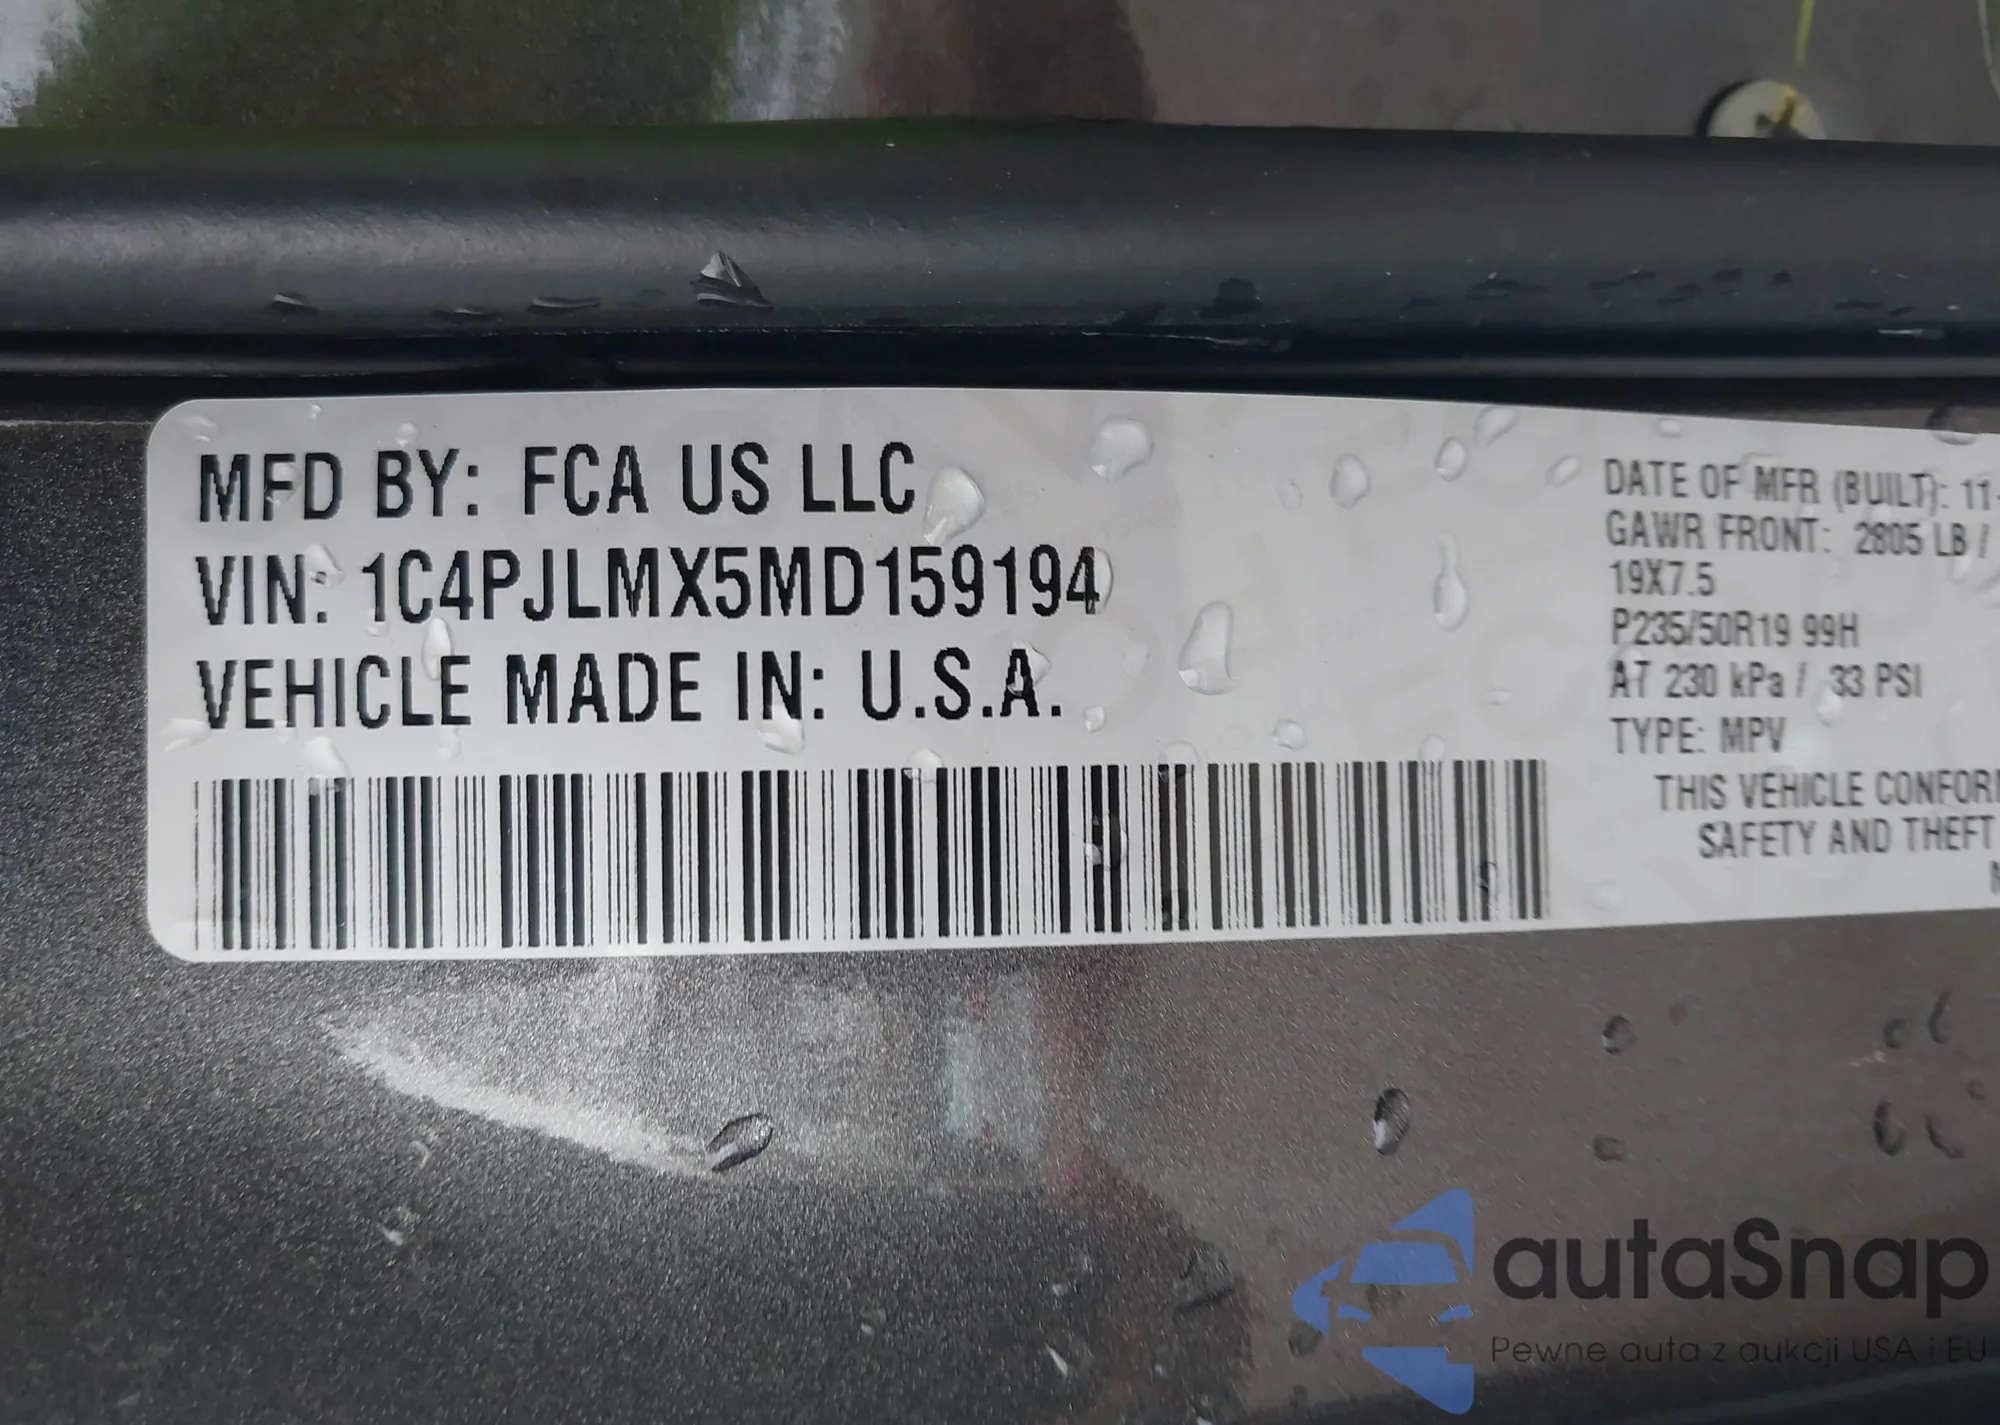 MFD BY: FCA US LLC
VIN: 1C4PJLMX5MD159194
VEHICLE MADE IN: U.S.A.
DATE OF MFR (BUILT): 11-
GAWR FRONT: 2805 LB /
19X7.5
P235/50R19 99H
AT 230 kPa / 33 PSI
TYPE: MPV
THIS VEHICLE CONFOR
SAFETY AND THEFT
autaSnap
Pewne auta z aukcji USA i EU